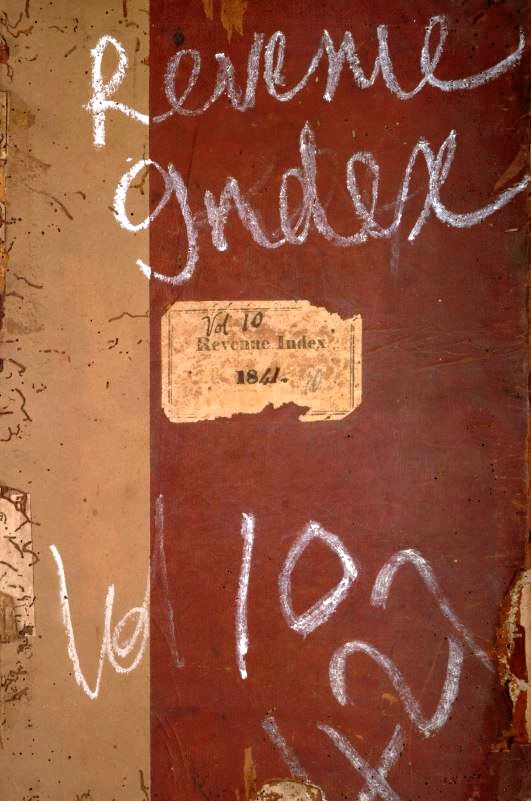 Revenue
Index
Vol 10
Revenue Index
1841.
Vol 10